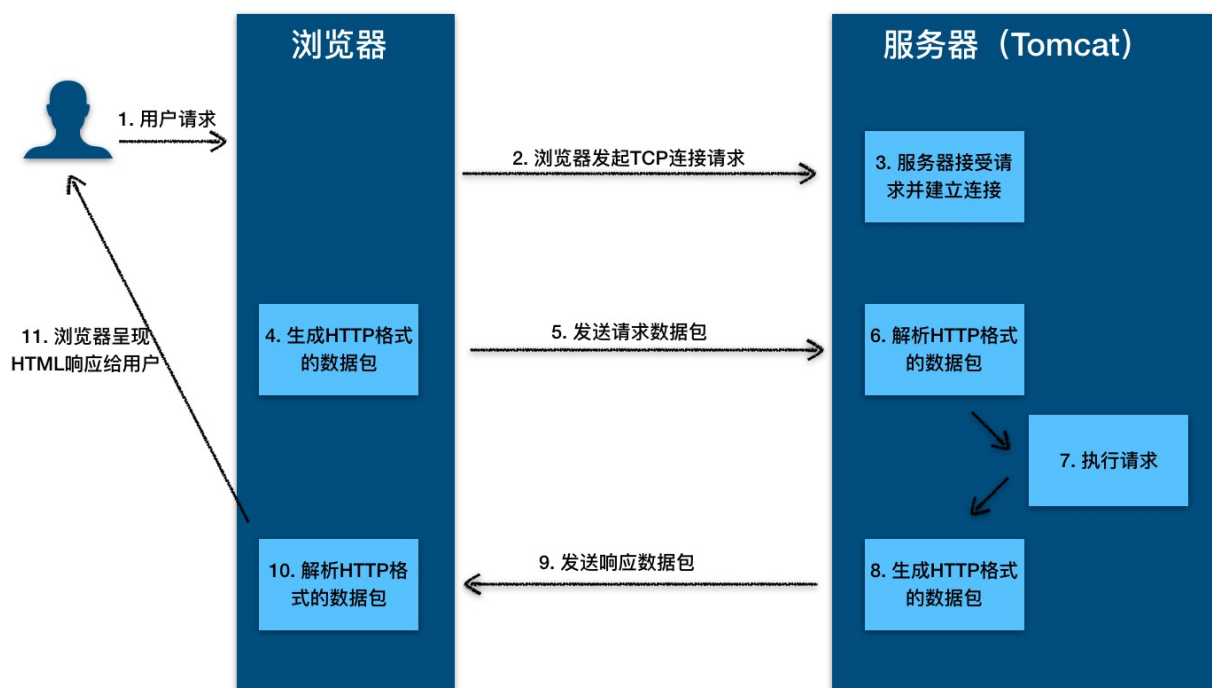 浏览器
服务器（Tomcat）
1. 用户请求
2. 浏览器发起TCP连接请求
3. 服务器接受请
求并建立连接
4. 生成HTTP格式
的数据包
5. 发送请求数据包
6. 解析HTTP格式
的数据包
7. 执行请求
8. 生成HTTP格式
的数据包
9. 发送响应数据包
10. 解析HTTP格
式的数据包
11. 浏览器呈现
HTML响应给用户